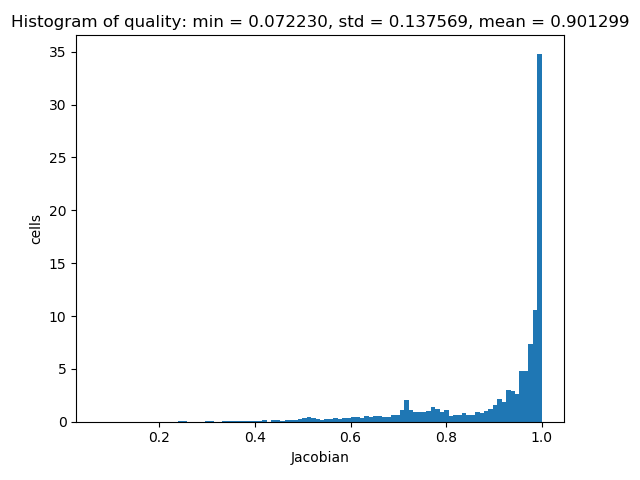 Histogram of quality: min = 0.072230, std = 0.137569, mean = 0.901299
35
30
25
20
15
10
5
0
cells
0.2 0.4 0.6 0.8 1.0
Jacobian